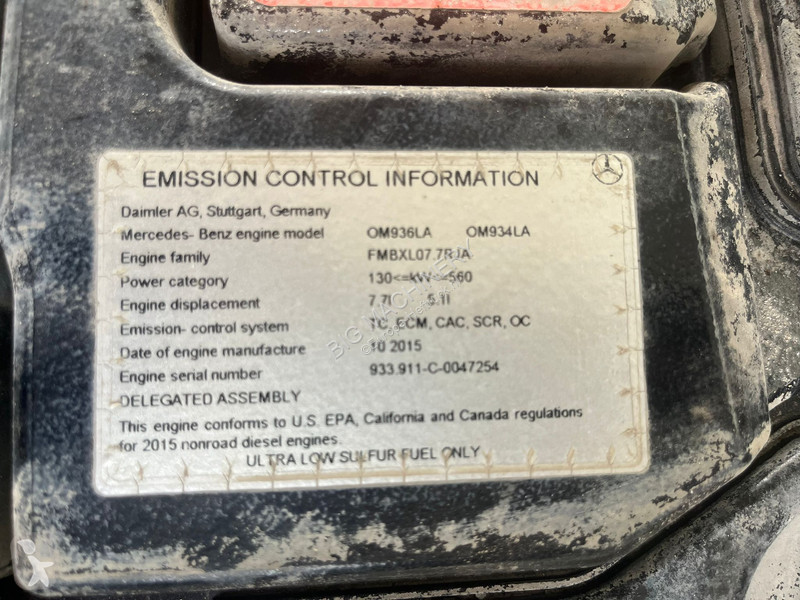 EMISSION CONTROL INFORMATION
Daimler AG, Stuttgart, Germany
Mercedes- Benz engine model OM936LA OM934LA
Engine family FMBXL07.7RJA
Power category 130<=kW<=560
Engine displacement 7.7l 5.1l
Emission- control system TC, ECM, CAC, SCR, OC
Date of engine manufacture 10 2015
Engine serial number 933.911-C-0047254
DELEGATED ASSEMBLY
This engine conforms to U.S. EPA, California and Canada regulations
for 2015 nonroad diesel engines.
ULTRA LOW SULFUR FUEL ONLY